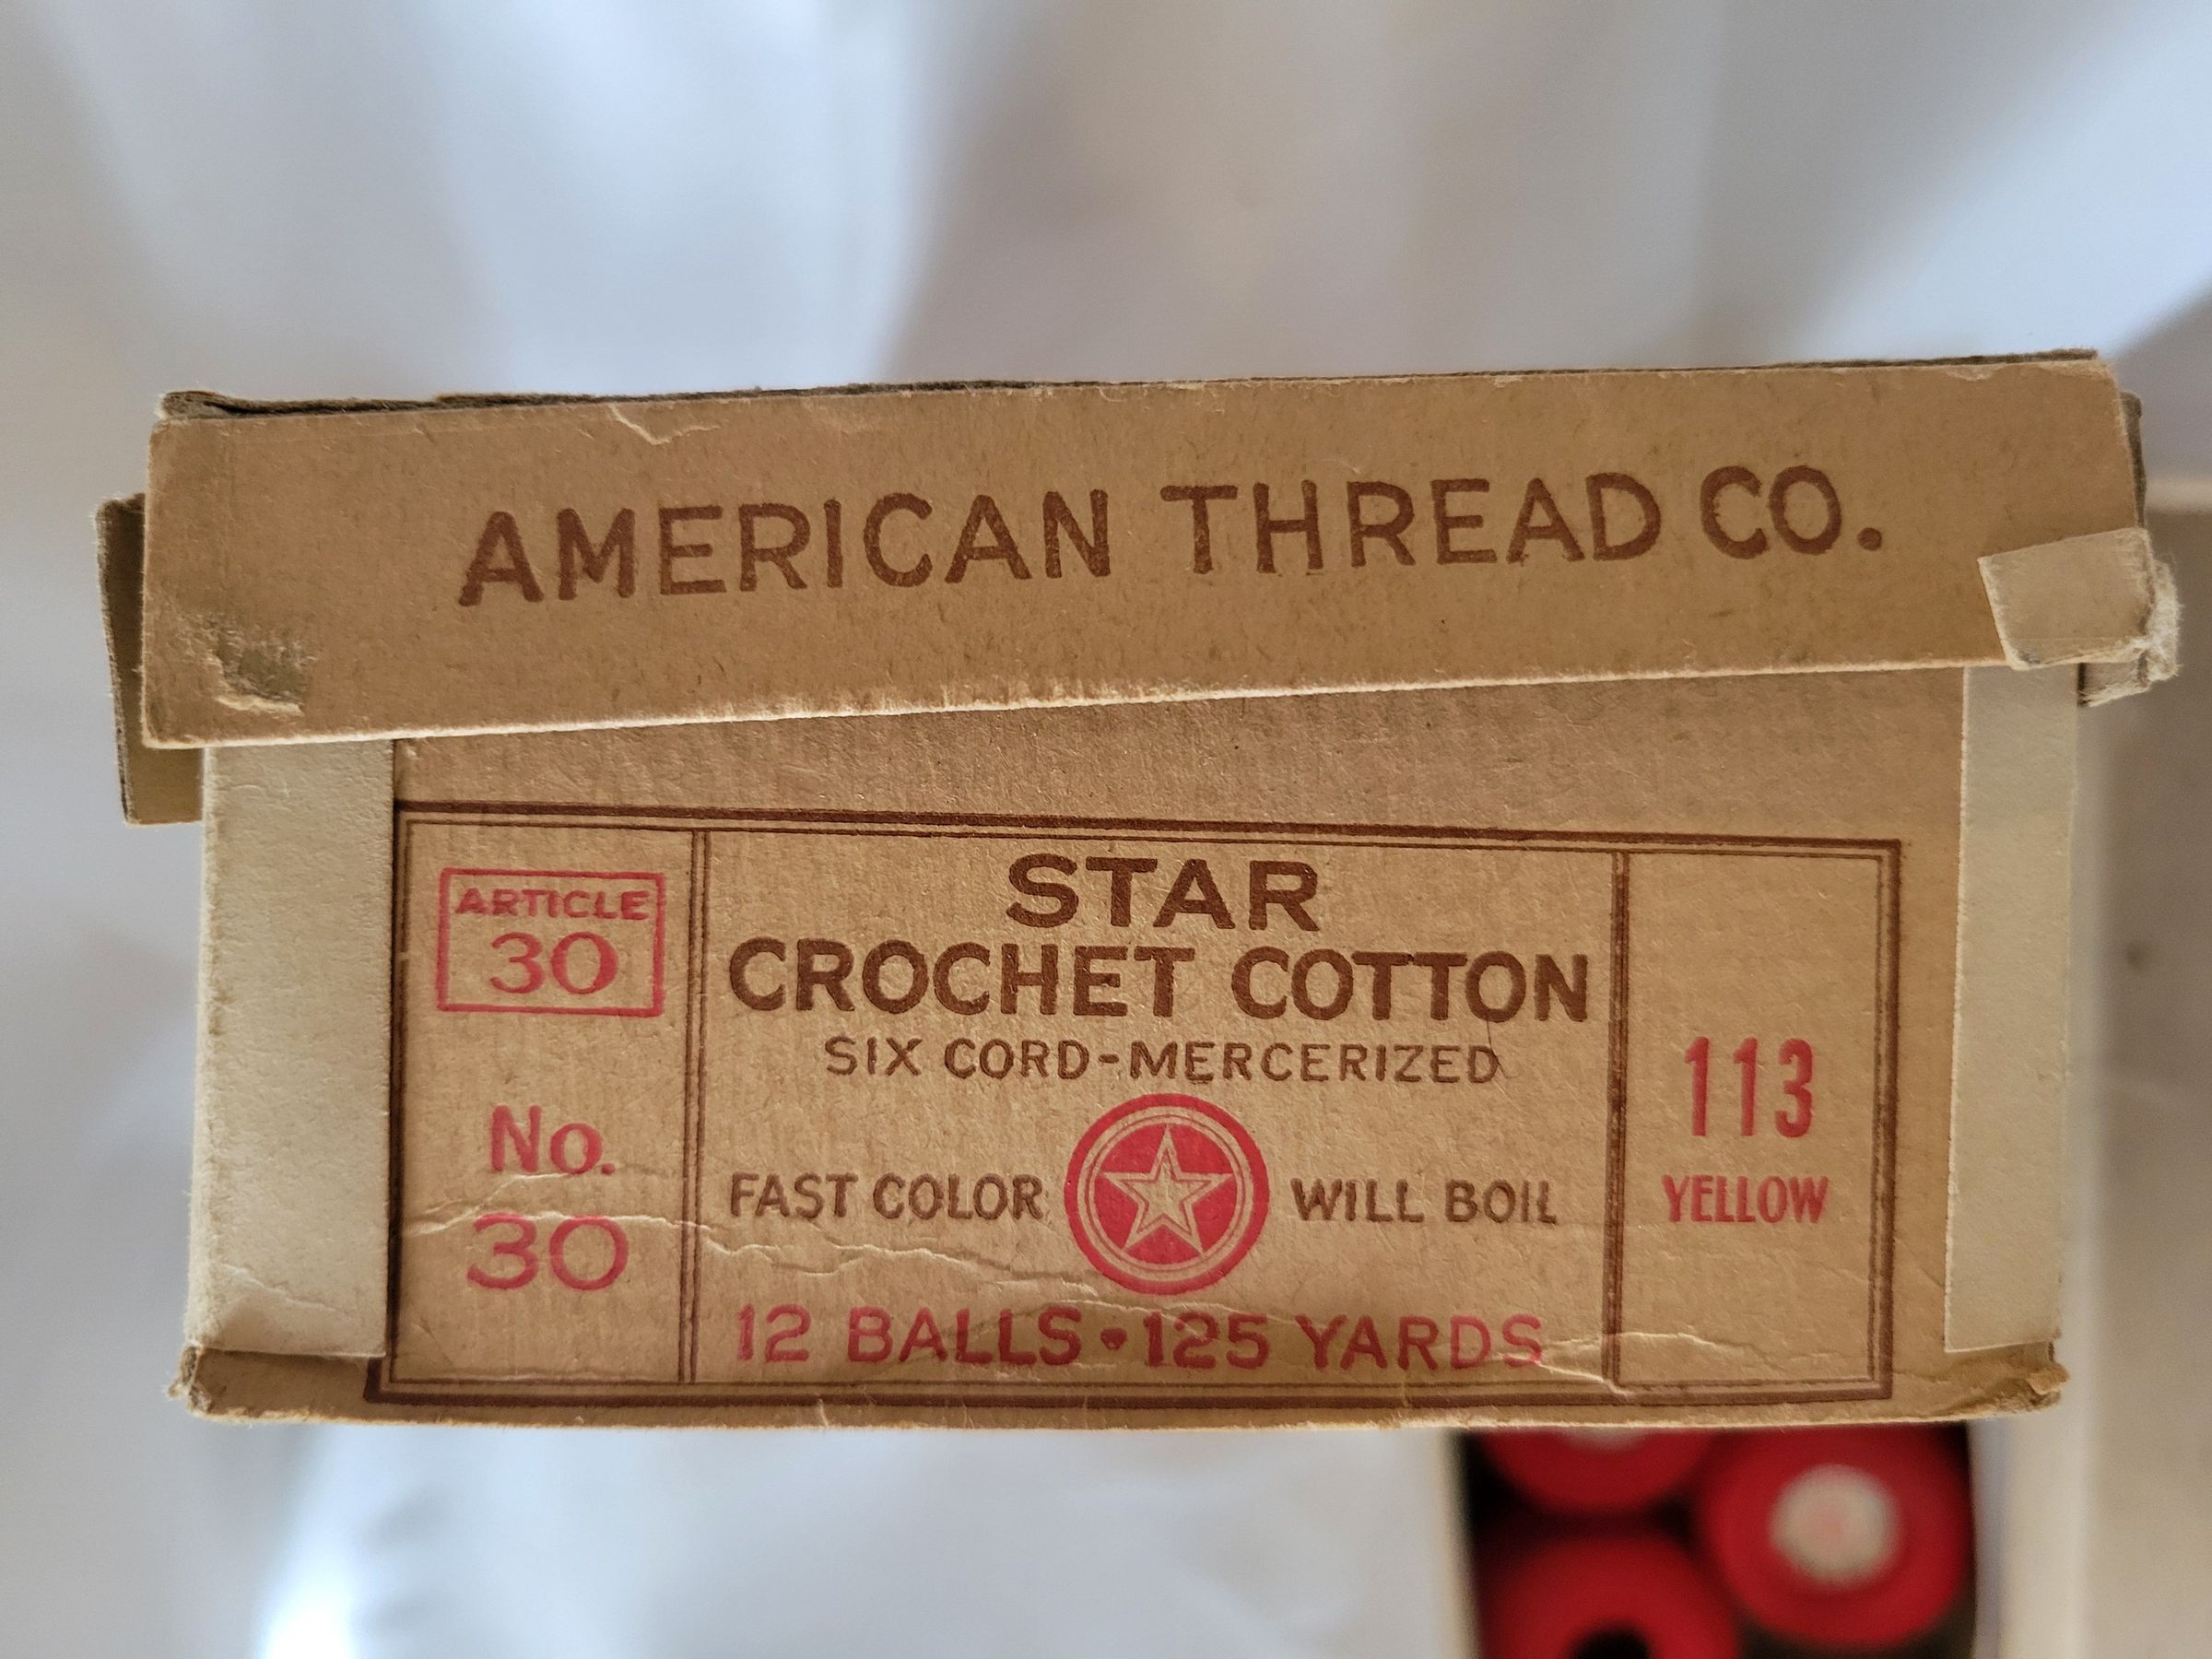 AMERICAN THREAD CO.
ARTICLE
30
No.
30
STAR
CROCHET COTTON
SIX CORD-MERCERIZED
FAST COLOR WILL BOIL
12 BALLS • 125 YARDS
113
YELLOW